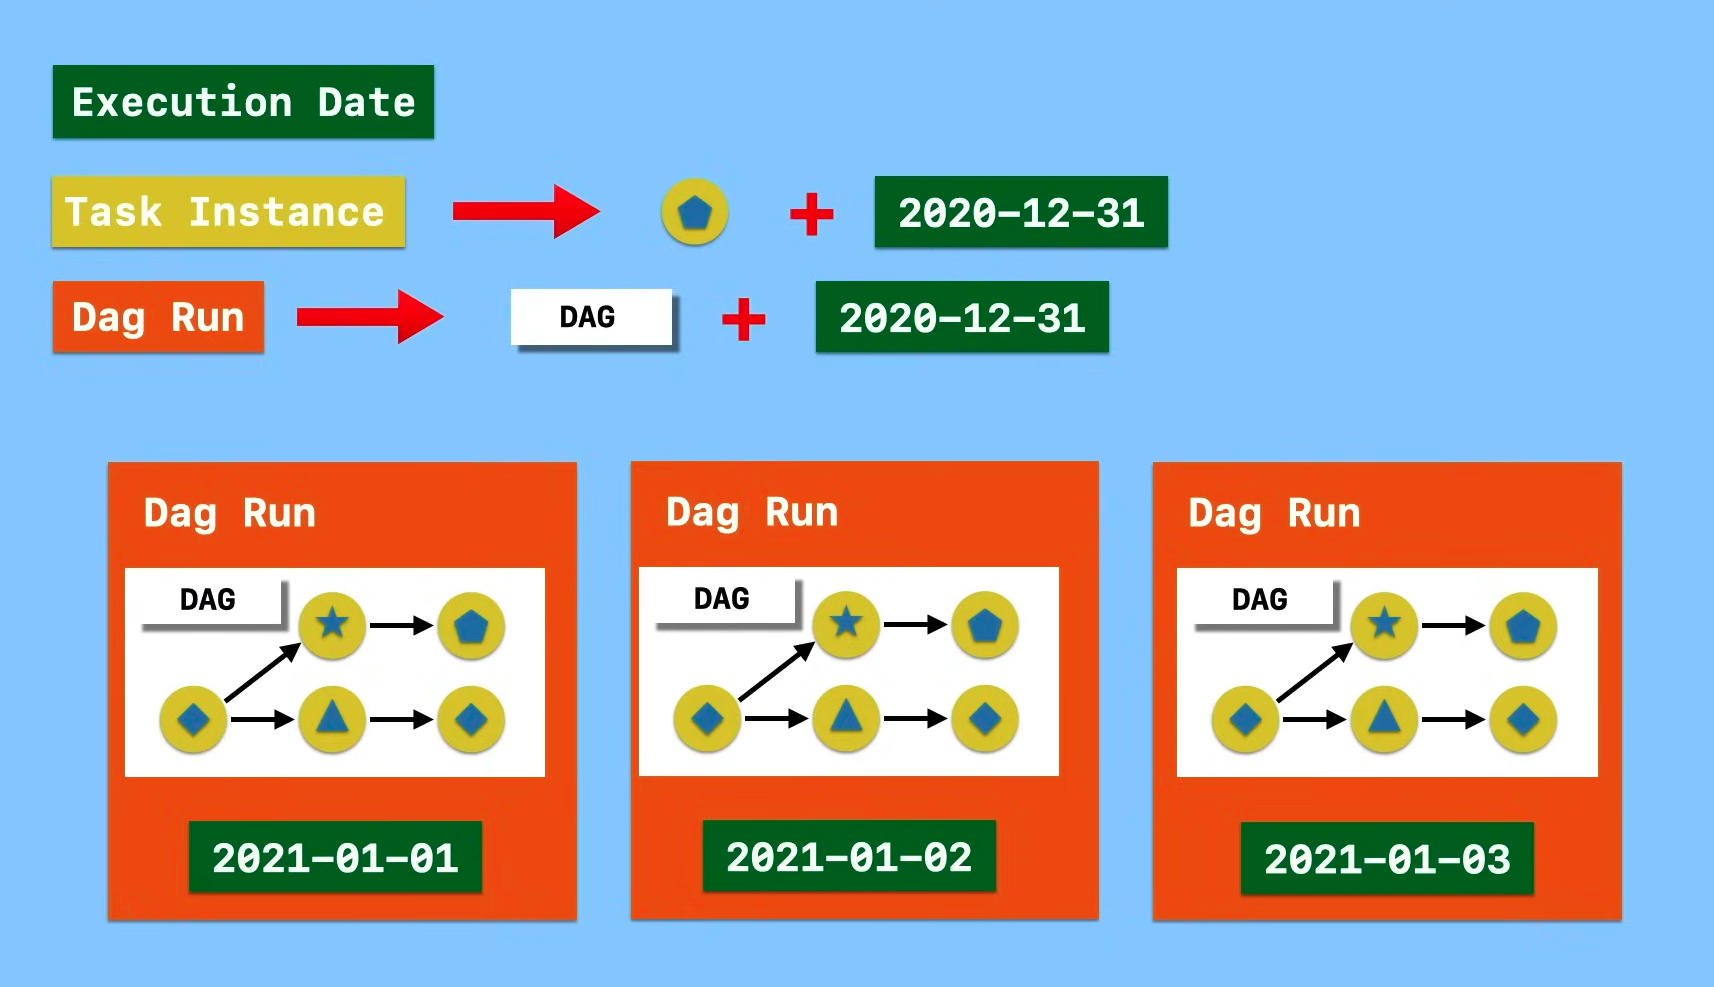 Execution Date
Task Instance
2020-12-31
Dag Run
DAG
2020-12-31
Dag Run
DAG
2021-01-01
Dag Run
DAG
2021-01-02
Dag Run
DAG
2021-01-03